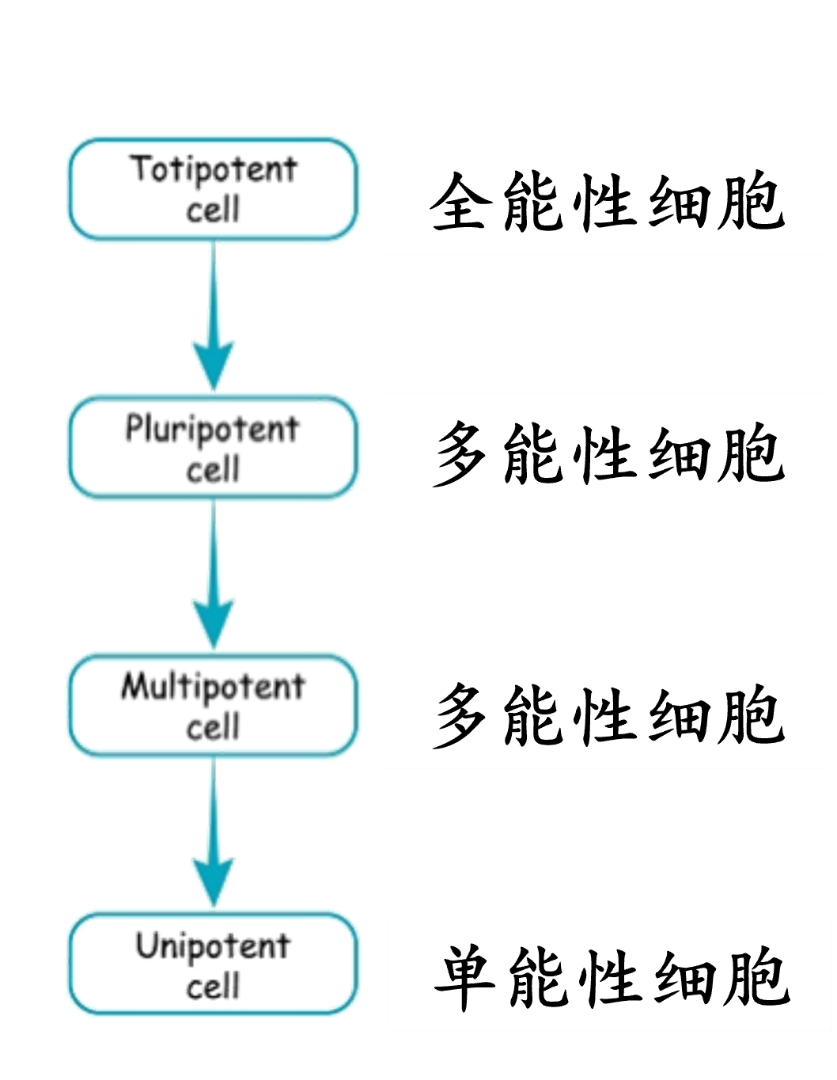 Totipotent
cell
全能性细胞
Pluripotent
cell
多能性细胞
Multipotent
cell
多能性细胞
Unipotent
cell
单能性细胞